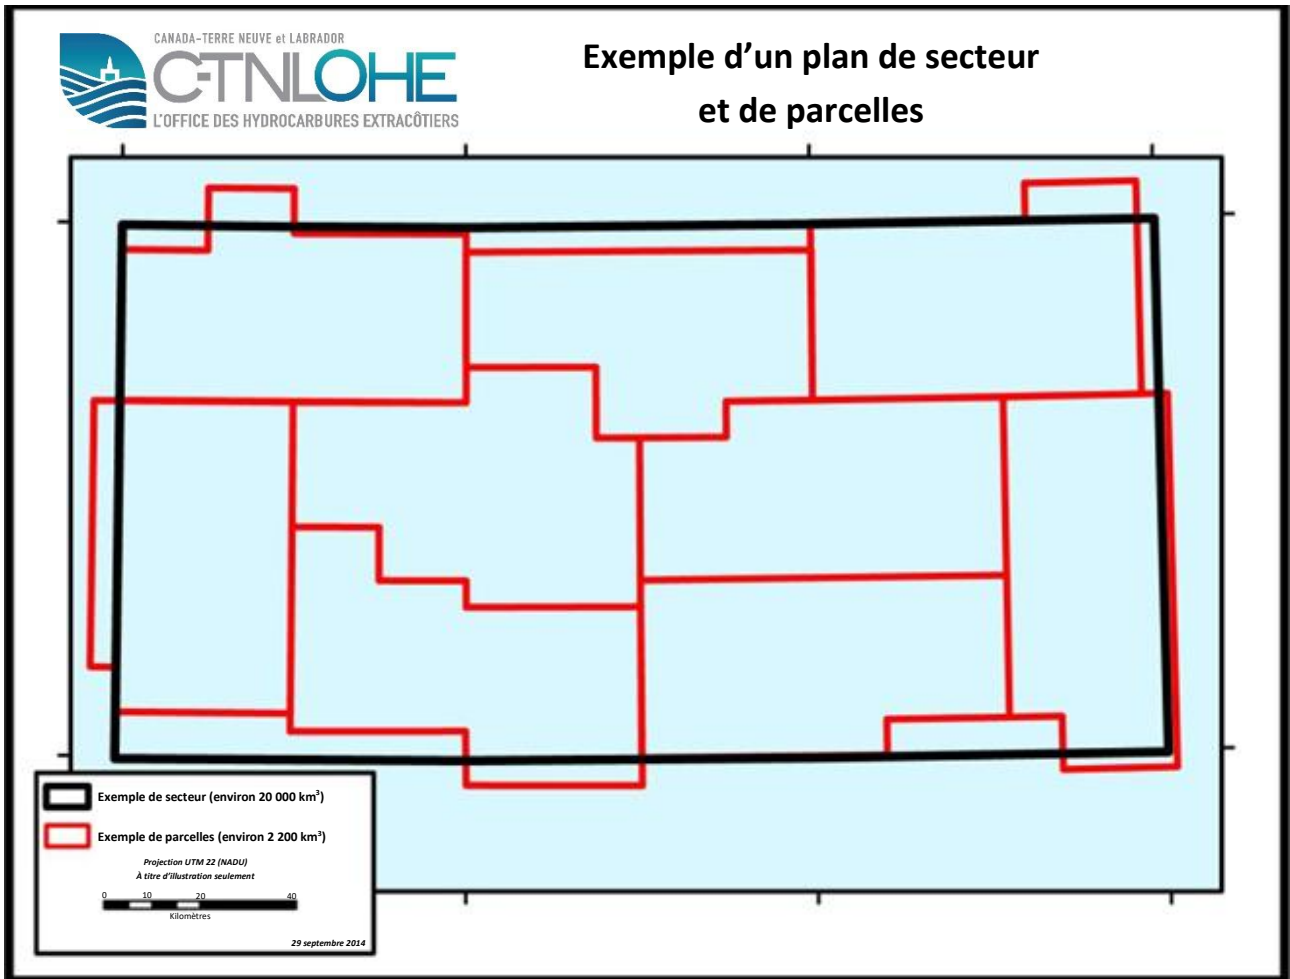 CANADA-TERRE NEUVE et LABRADOR
C-TNLOHE
L'OFFICE DES HYDROCARBURES EXTRACÔTIERS
Exemple d'un plan de secteur
et de parcelles
Exemple de secteur (environ 20 000 km³)
Exemple de parcelles (environ 2 200 km³)
Projection UTM 22 (NADU)
À titre d'illustration seulement
0 10 20 40
Kilomètres
29 septembre 2014